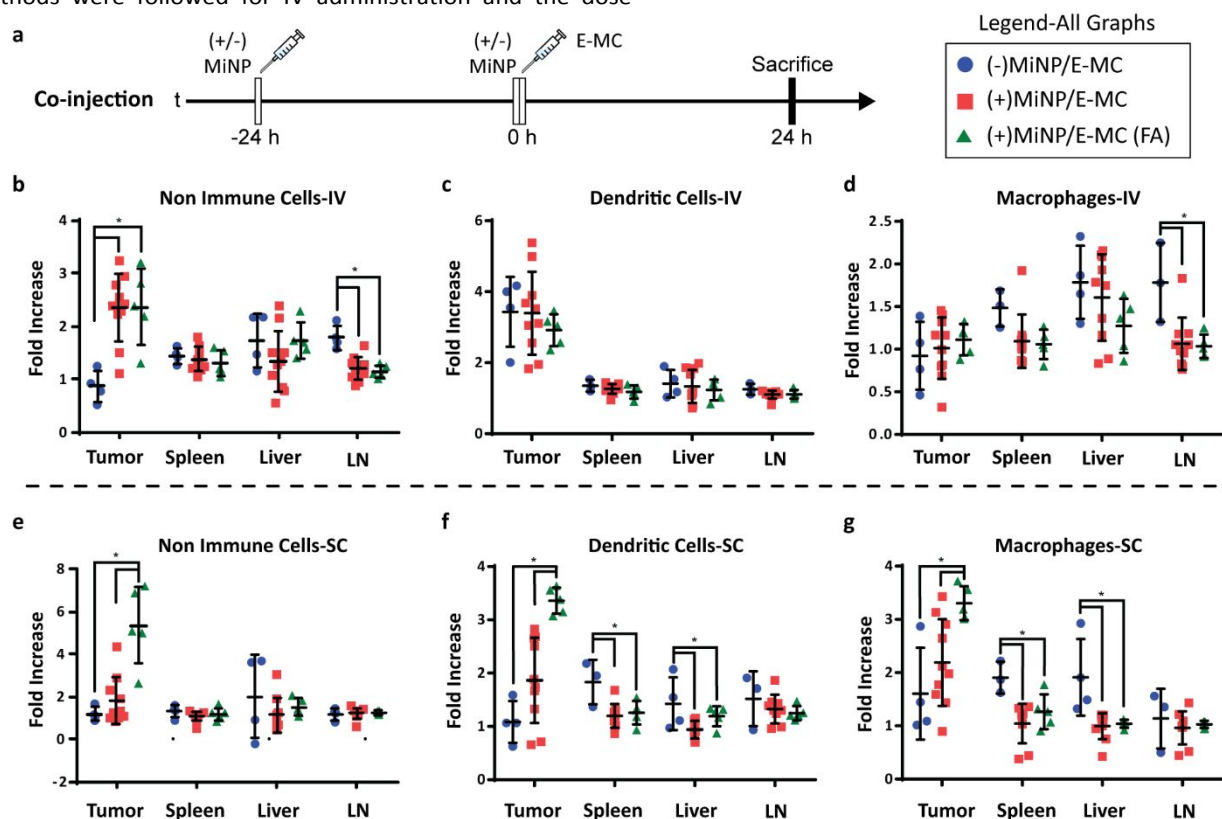 thods were followed for IV administration and the dose
a
Legend-All Graphs
(-)MiNP/E-MC
(+)MiNP/E-MC
(+)MiNP/E-MC (FA)
Co-injection
t
(+/-)
MiNP
(+/-)
MiNP
E-MC
Sacrifice
-24 h
0 h
24 h
b
Non Immune Cells-IV
Fold Increase
4
3
2
1
0
*
*
Tumor Spleen Liver LN
c
Dendritic Cells-IV
Fold Increase
6
4
2
0
Tumor Spleen Liver LN
d
Macrophages-IV
Fold Increase
2.5
2.0
1.5
1.0
0.5
0.0
*
Tumor Spleen Liver LN
e
Non Immune Cells-SC
Fold Increase
8
6
4
2
0
-2
*
Tumor Spleen Liver LN
f
Dendritic Cells-SC
Fold Increase
4
3
2
1
0
*
*
*
Tumor Spleen Liver LN
g
Macrophages-SC
Fold Increase
4
3
2
1
0
*
*
*
Tumor Spleen Liver LN